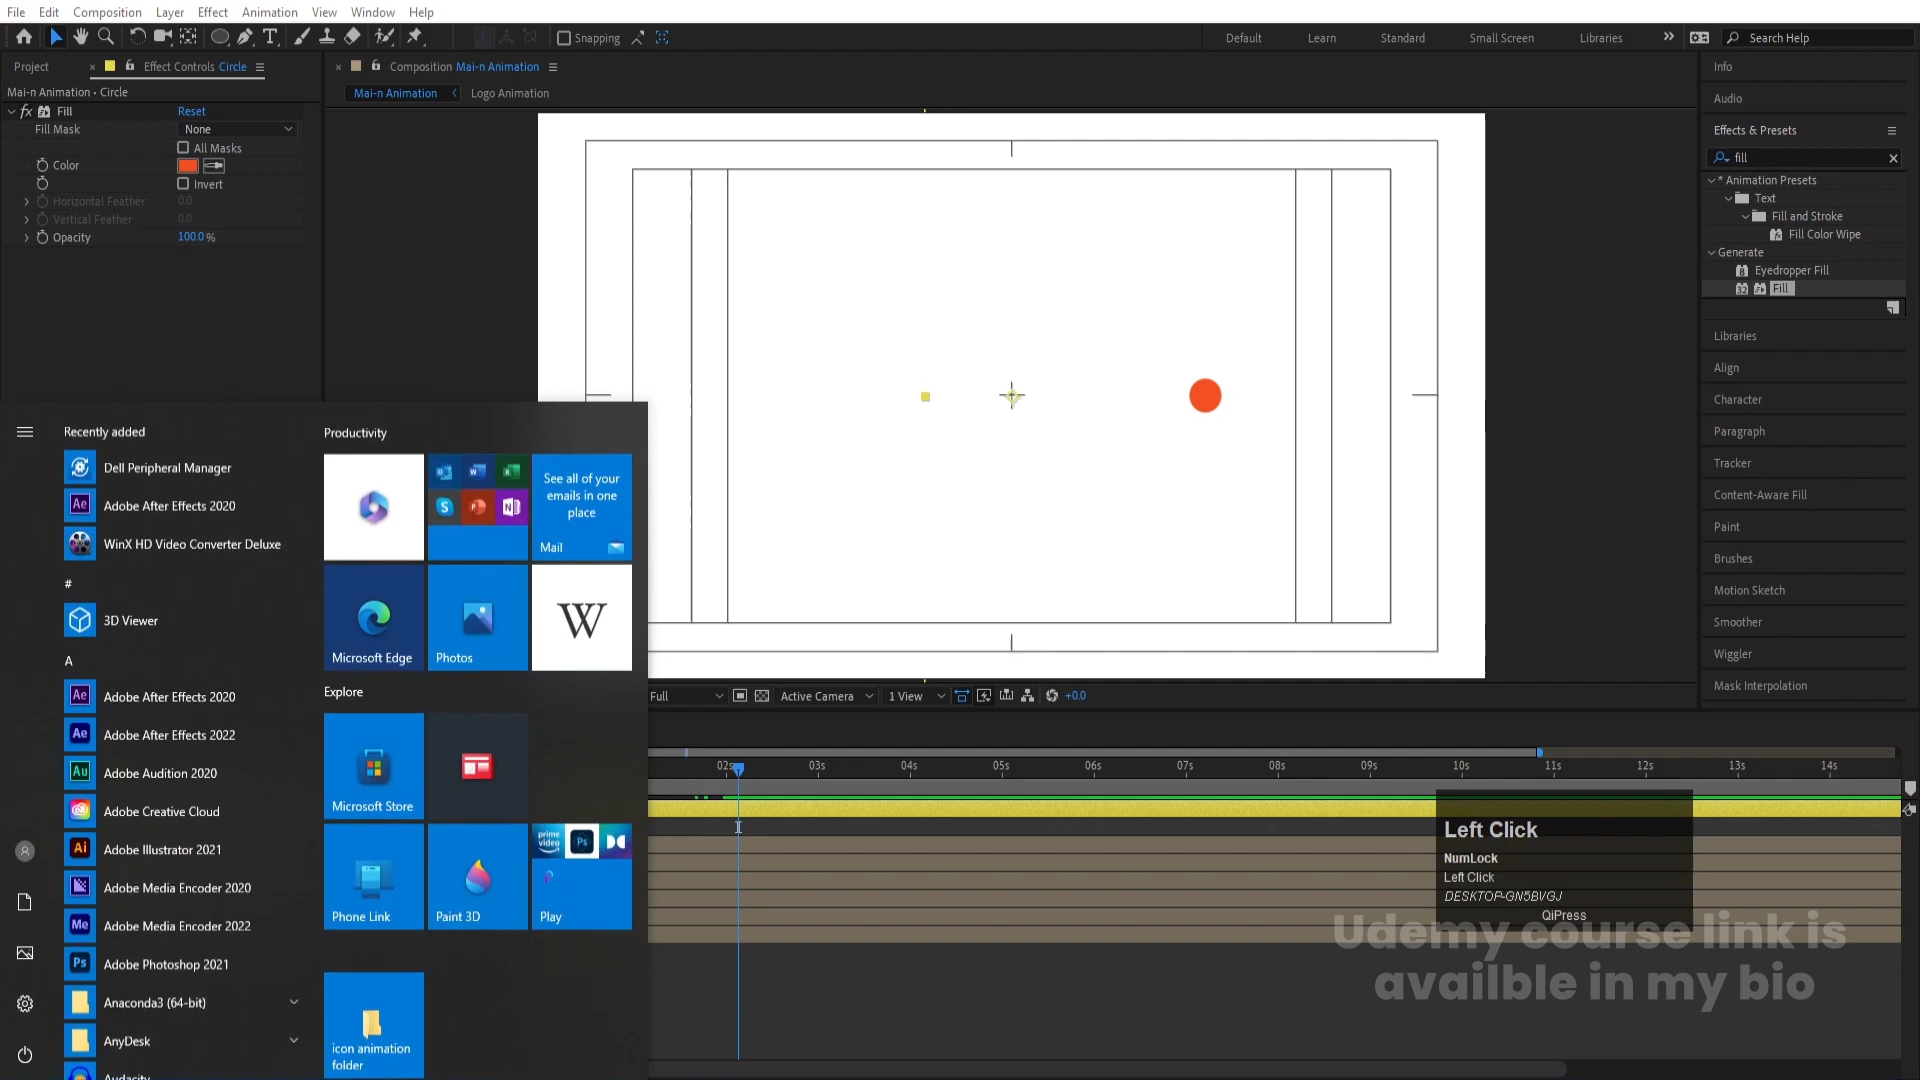 File Edit Composition Layer Effect Animation View Window Help
Snapping Default Learn Standard Small Screen Libraries Search Help
Project Effect Controls Circle
Composition Mai-n Animation
Info
Mai-n Animation • Circle
Mai-n Animation Logo Animation
Audio
fx Fill Reset
Fill Mask None
All Masks
Color
Invert
Horizontal Feather 0.0
Vertical Feather 0.0
Opacity 100.0 %
Effects & Presets
fill
* Animation Presets
Text
Fill and Stroke
Fill Color Wipe
Generate
Eyedropper Fill
Fill
Libraries
Align
Character
Paragraph
Tracker
Content-Aware Fill
Paint
Brushes
Motion Sketch
Smoother
Wiggler
Mask Interpolation
Recently added
Dell Peripheral Manager
Adobe After Effects 2020
WinX HD Video Converter Deluxe
#
3D Viewer
A
Adobe After Effects 2020
Adobe After Effects 2022
Adobe Audition 2020
Adobe Creative Cloud
Adobe Illustrator 2021
Adobe Media Encoder 2020
Adobe Media Encoder 2022
Adobe Photoshop 2021
Anaconda3 (64-bit)
AnyDesk
Audacity
Productivity
See all of your
emails in one
place
Mail
Microsoft Edge
Photos
W
Explore
Microsoft Store
Phone Link
Paint 3D
prime video
Ps
Play
icon animation
folder
Full Active Camera 1 View +0.0
02s 03s 04s 05s 06s 07s 08s 09s 10s 11s 12s 13s 14s
Left Click
NumLock
Left Click
DESKTOP-GN5BVGJ
QiPress
Udemy course link is
availble in my bio